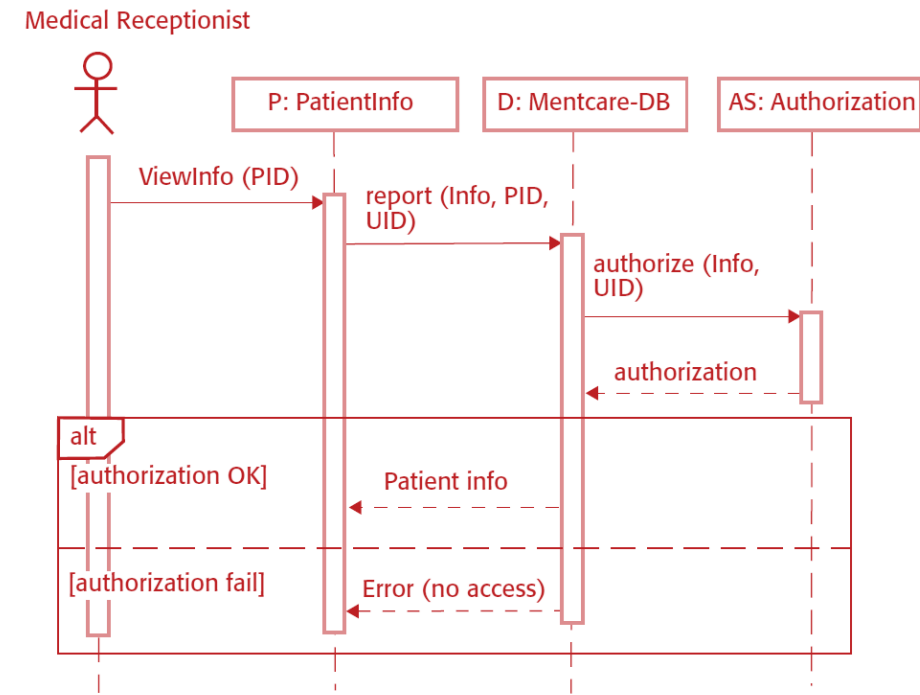 Medical Receptionist
P: PatientInfo
D: Mentcare-DB
AS: Authorization
ViewInfo (PID)
report (Info, PID,
UID)
authorize (Info,
UID)
authorization
alt
[authorization OK]
Patient info
[authorization fail]
Error (no access)